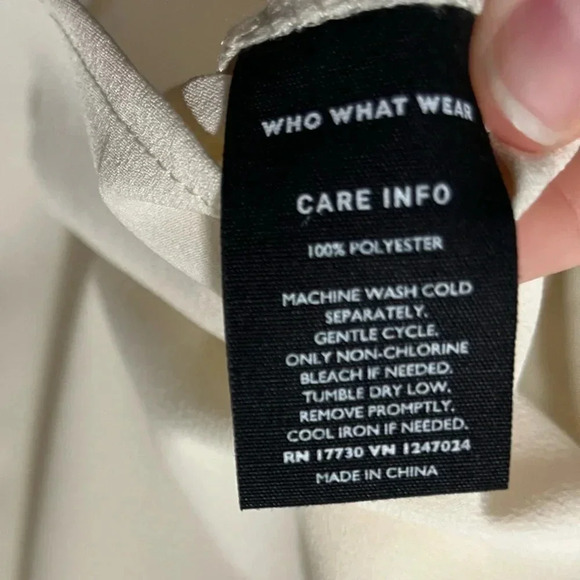 WHO WHAT WEAR
CARE INFO
100% POLYESTER
MACHINE WASH COLD
SEPARATELY.
GENTLE CYCLE.
ONLY NON-CHLORINE
BLEACH IF NEEDED.
TUMBLE DRY LOW.
REMOVE PROMPTLY.
COOL IRON IF NEEDED.
RN 17730 VN 1247024
MADE IN CHINA